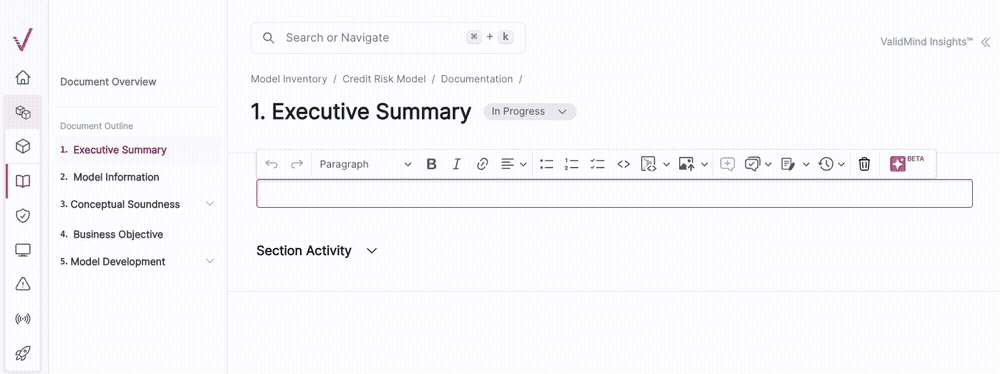 Search or Navigate ⌘ + k
ValidMind Insights™
Document Overview
Model Inventory / Credit Risk Model / Documentation /
1. Executive Summary In Progress
Document Outline
1. Executive Summary
2. Model Information
3. Conceptual Soundness
4. Business Objective
5. Model Development
Paragraph B I BETA
Section Activity